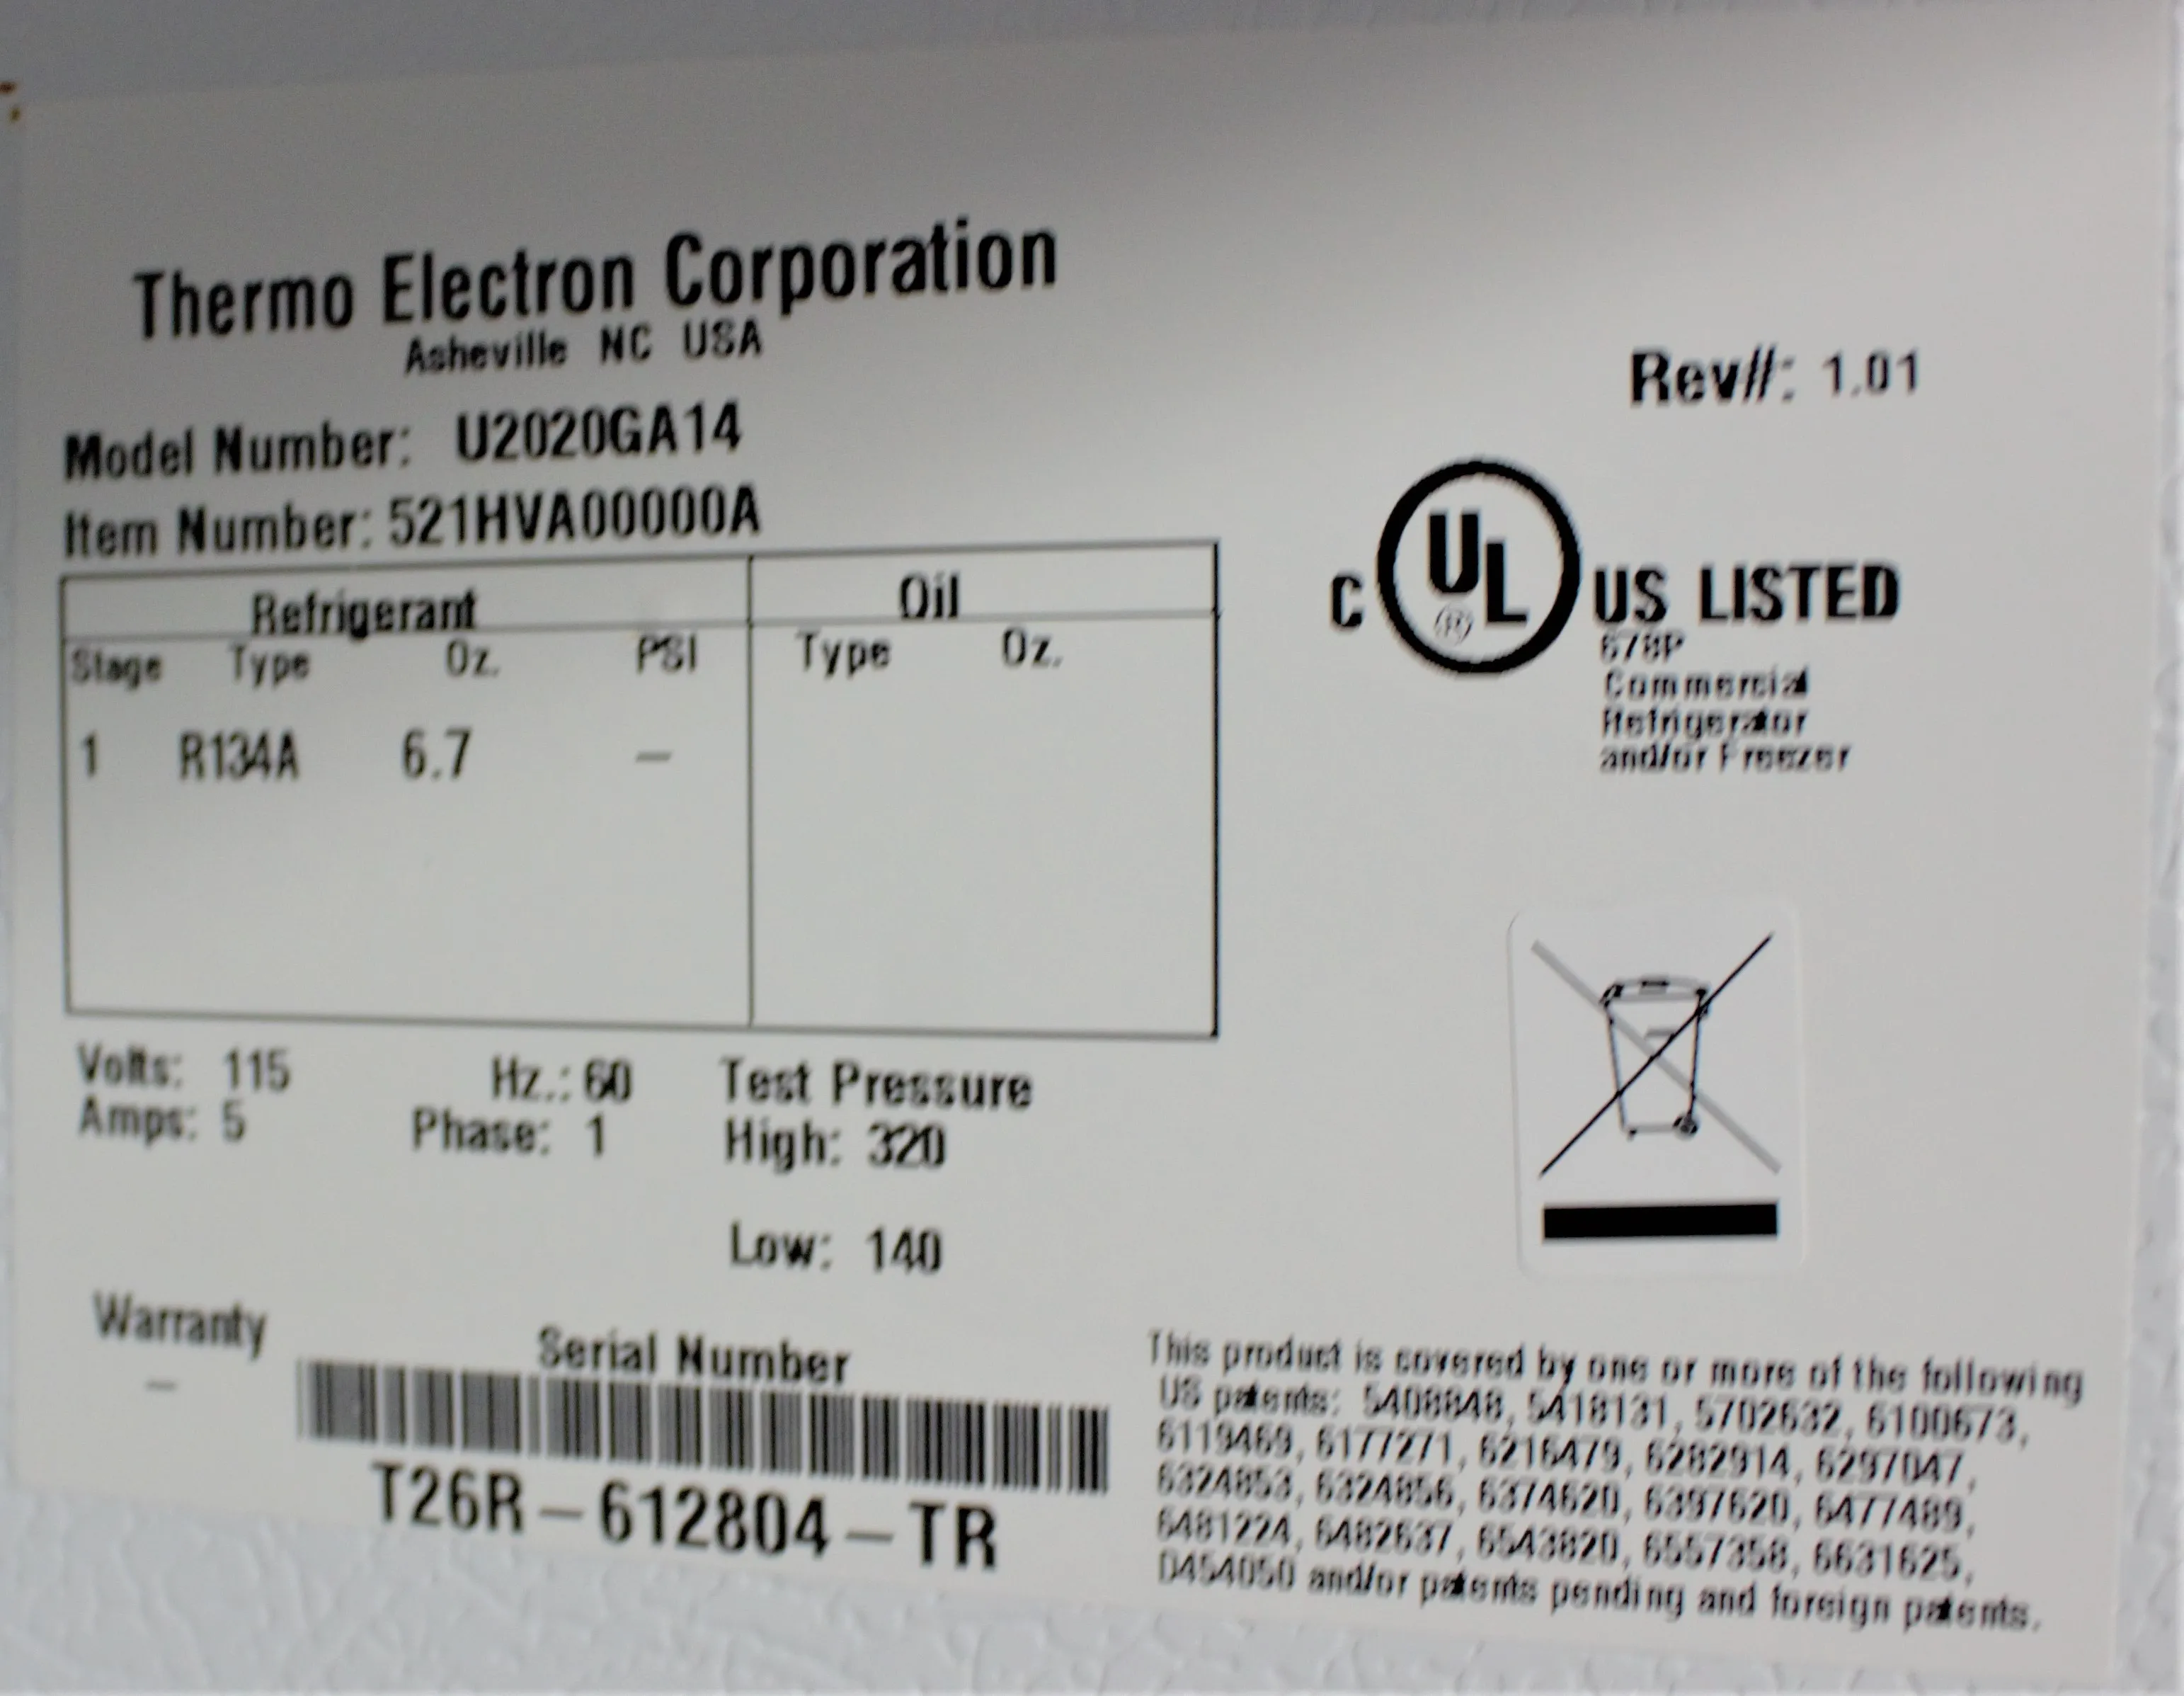 Thermo Electron Corporation
Asheville NC USA
Rev#: 1.01
Model Number: U2020GA14
Item Number: 521HVA00000A
Refrigerant Oil
Stage Type Oz. PSI Type Oz.
1 R134A 6.7 –
C UL ® US LISTED
678P
Commercial
Refrigerator
and/or Freezer
Volts: 115 Hz.: 60 Test Pressure
Amps: 5 Phase: 1 High: 320
Low: 140
Warranty
–
Serial Number
T26R-612804-TR
This product is covered by one or more of the following
US patents: 5408848, 5418131, 5702632, 6100673,
6119469, 6177271, 6216479, 6282914, 6297047,
6324853, 6324856, 6374620, 6397620, 6477489,
6481224, 6482637, 6543820, 6557358, 6631625,
D454050 and/or patents pending and foreign patents.